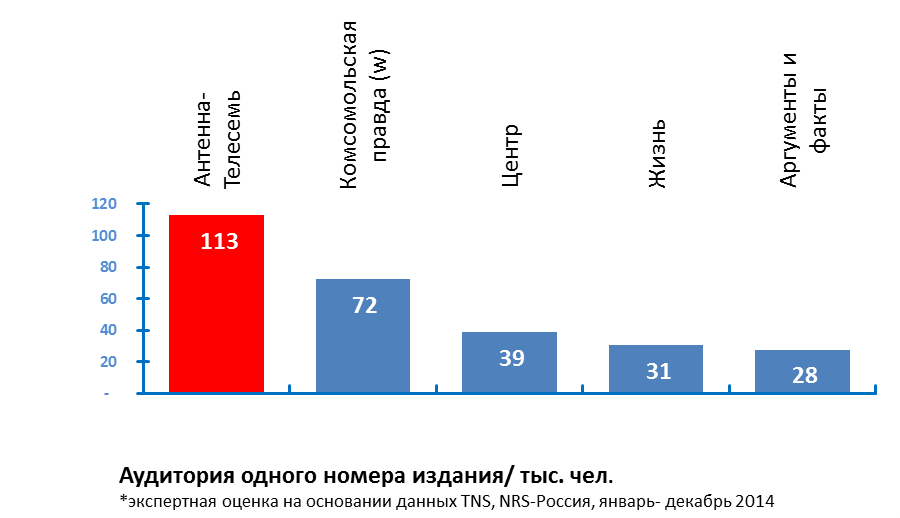 Антенна-
Телесемь
Комсомольская
правда (w)
Центр
Жизнь
Аргументы и
факты
120
100
80
60
40
20
-
113
72
39
31
28
Аудитория одного номера издания/ тыс. чел.
*экспертная оценка на основании данных TNS, NRS-Россия, январь- декабрь 2014